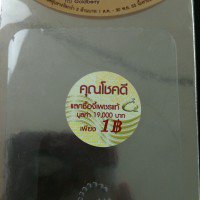 Goldberry
คุณโชคดี
แลกซื้อจี้เพชรแท้
มูลค่า 19,000 บาท
เพียง 1฿